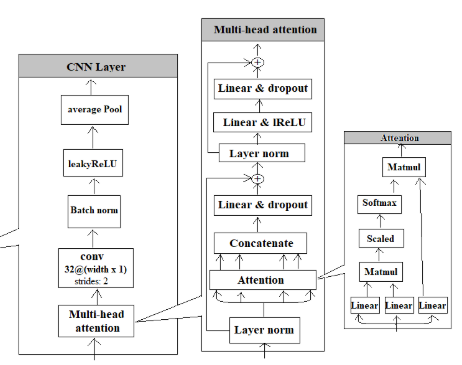 CNN Layer
average Pool
leakyReLU
Batch norm
conv
32@(width x 1)
strides: 2
Multi-head
attention
Multi-head attention
+
Linear & dropout
Linear & lReLU
Layer norm
+
Linear & dropout
Concatenate
Attention
Layer norm
Attention
Matmul
Softmax
Scaled
Matmul
Linear Linear Linear